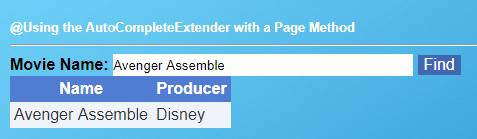 @Using the AutoCompleteExtender with a Page Method
Movie Name: Avenger Assemble Find
Name Producer
Avenger Assemble Disney